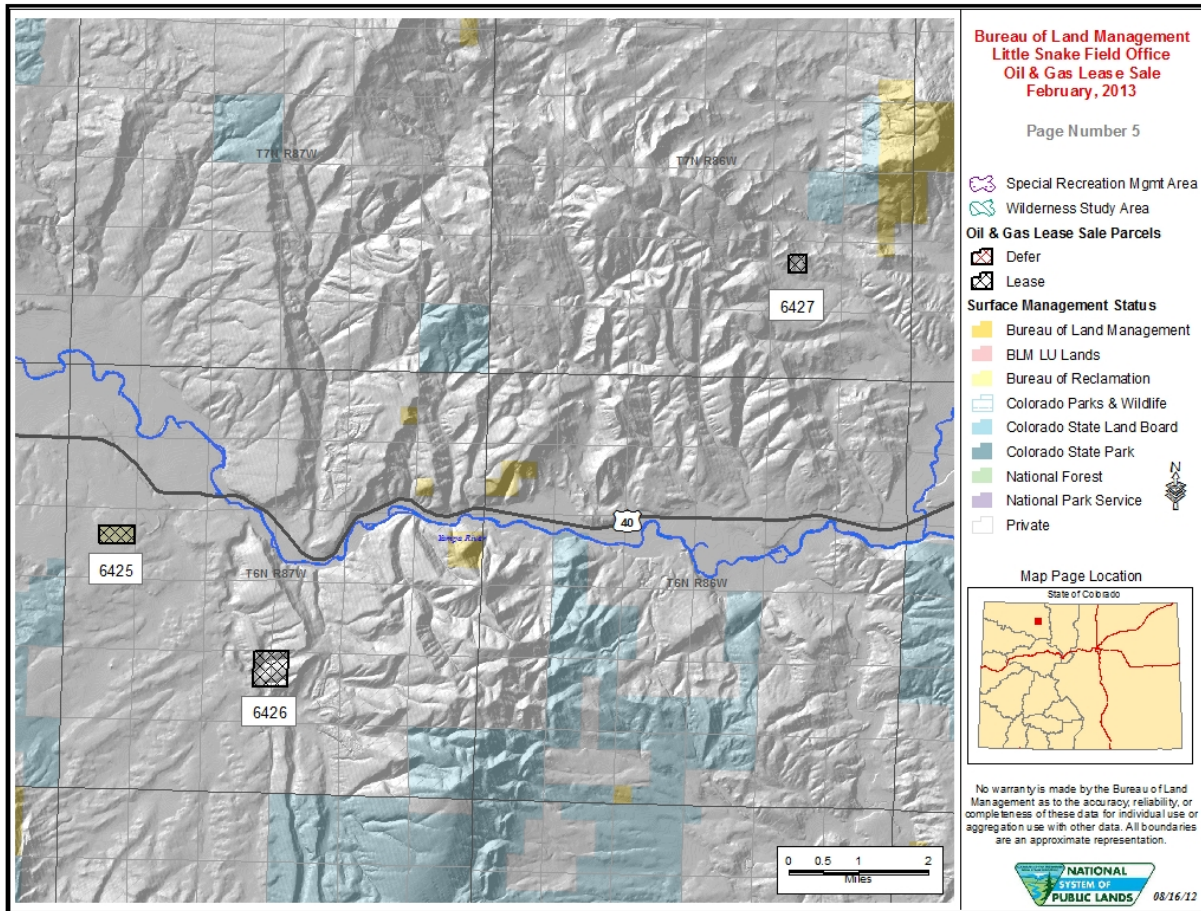 Bureau of Land Management
Little Snake Field Office
Oil & Gas Lease Sale
February, 2013
Page Number 5
Special Recreation Mgmt Area
Wilderness Study Area
Oil & Gas Lease Sale Parcels
Defer
Lease
Surface Management Status
Bureau of Land Management
BLM LU Lands
Bureau of Reclamation
Colorado Parks & Wildlife
Colorado State Land Board
Colorado State Park
National Forest
National Park Service
Private
N
Map Page Location
State of Colorado
No warranty is made by the Bureau of Land
Management as to the accuracy, reliability, or
completeness of these data for individual use or
aggregation use with other data. All boundaries
are an approximate representation.
NATIONAL
SYSTEM OF
PUBLIC LANDS
08/16/12
T7N R87W
T7N R86W
6427
40
Yampa River
6425
T6N R87W
T6N R86W
6426
0 0.5 1 2
Miles